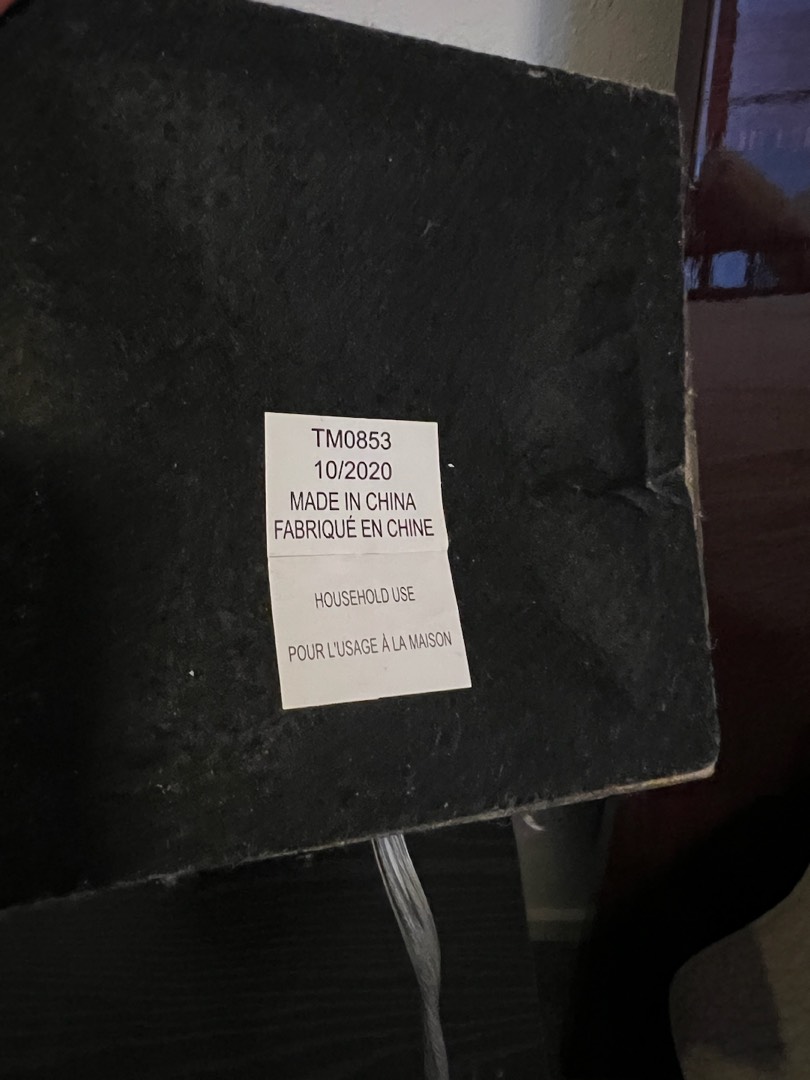 TM0853
10/2020
MADE IN CHINA
FABRIQUÉ EN CHINE
HOUSEHOLD USE
POUR L'USAGE À LA MAISON